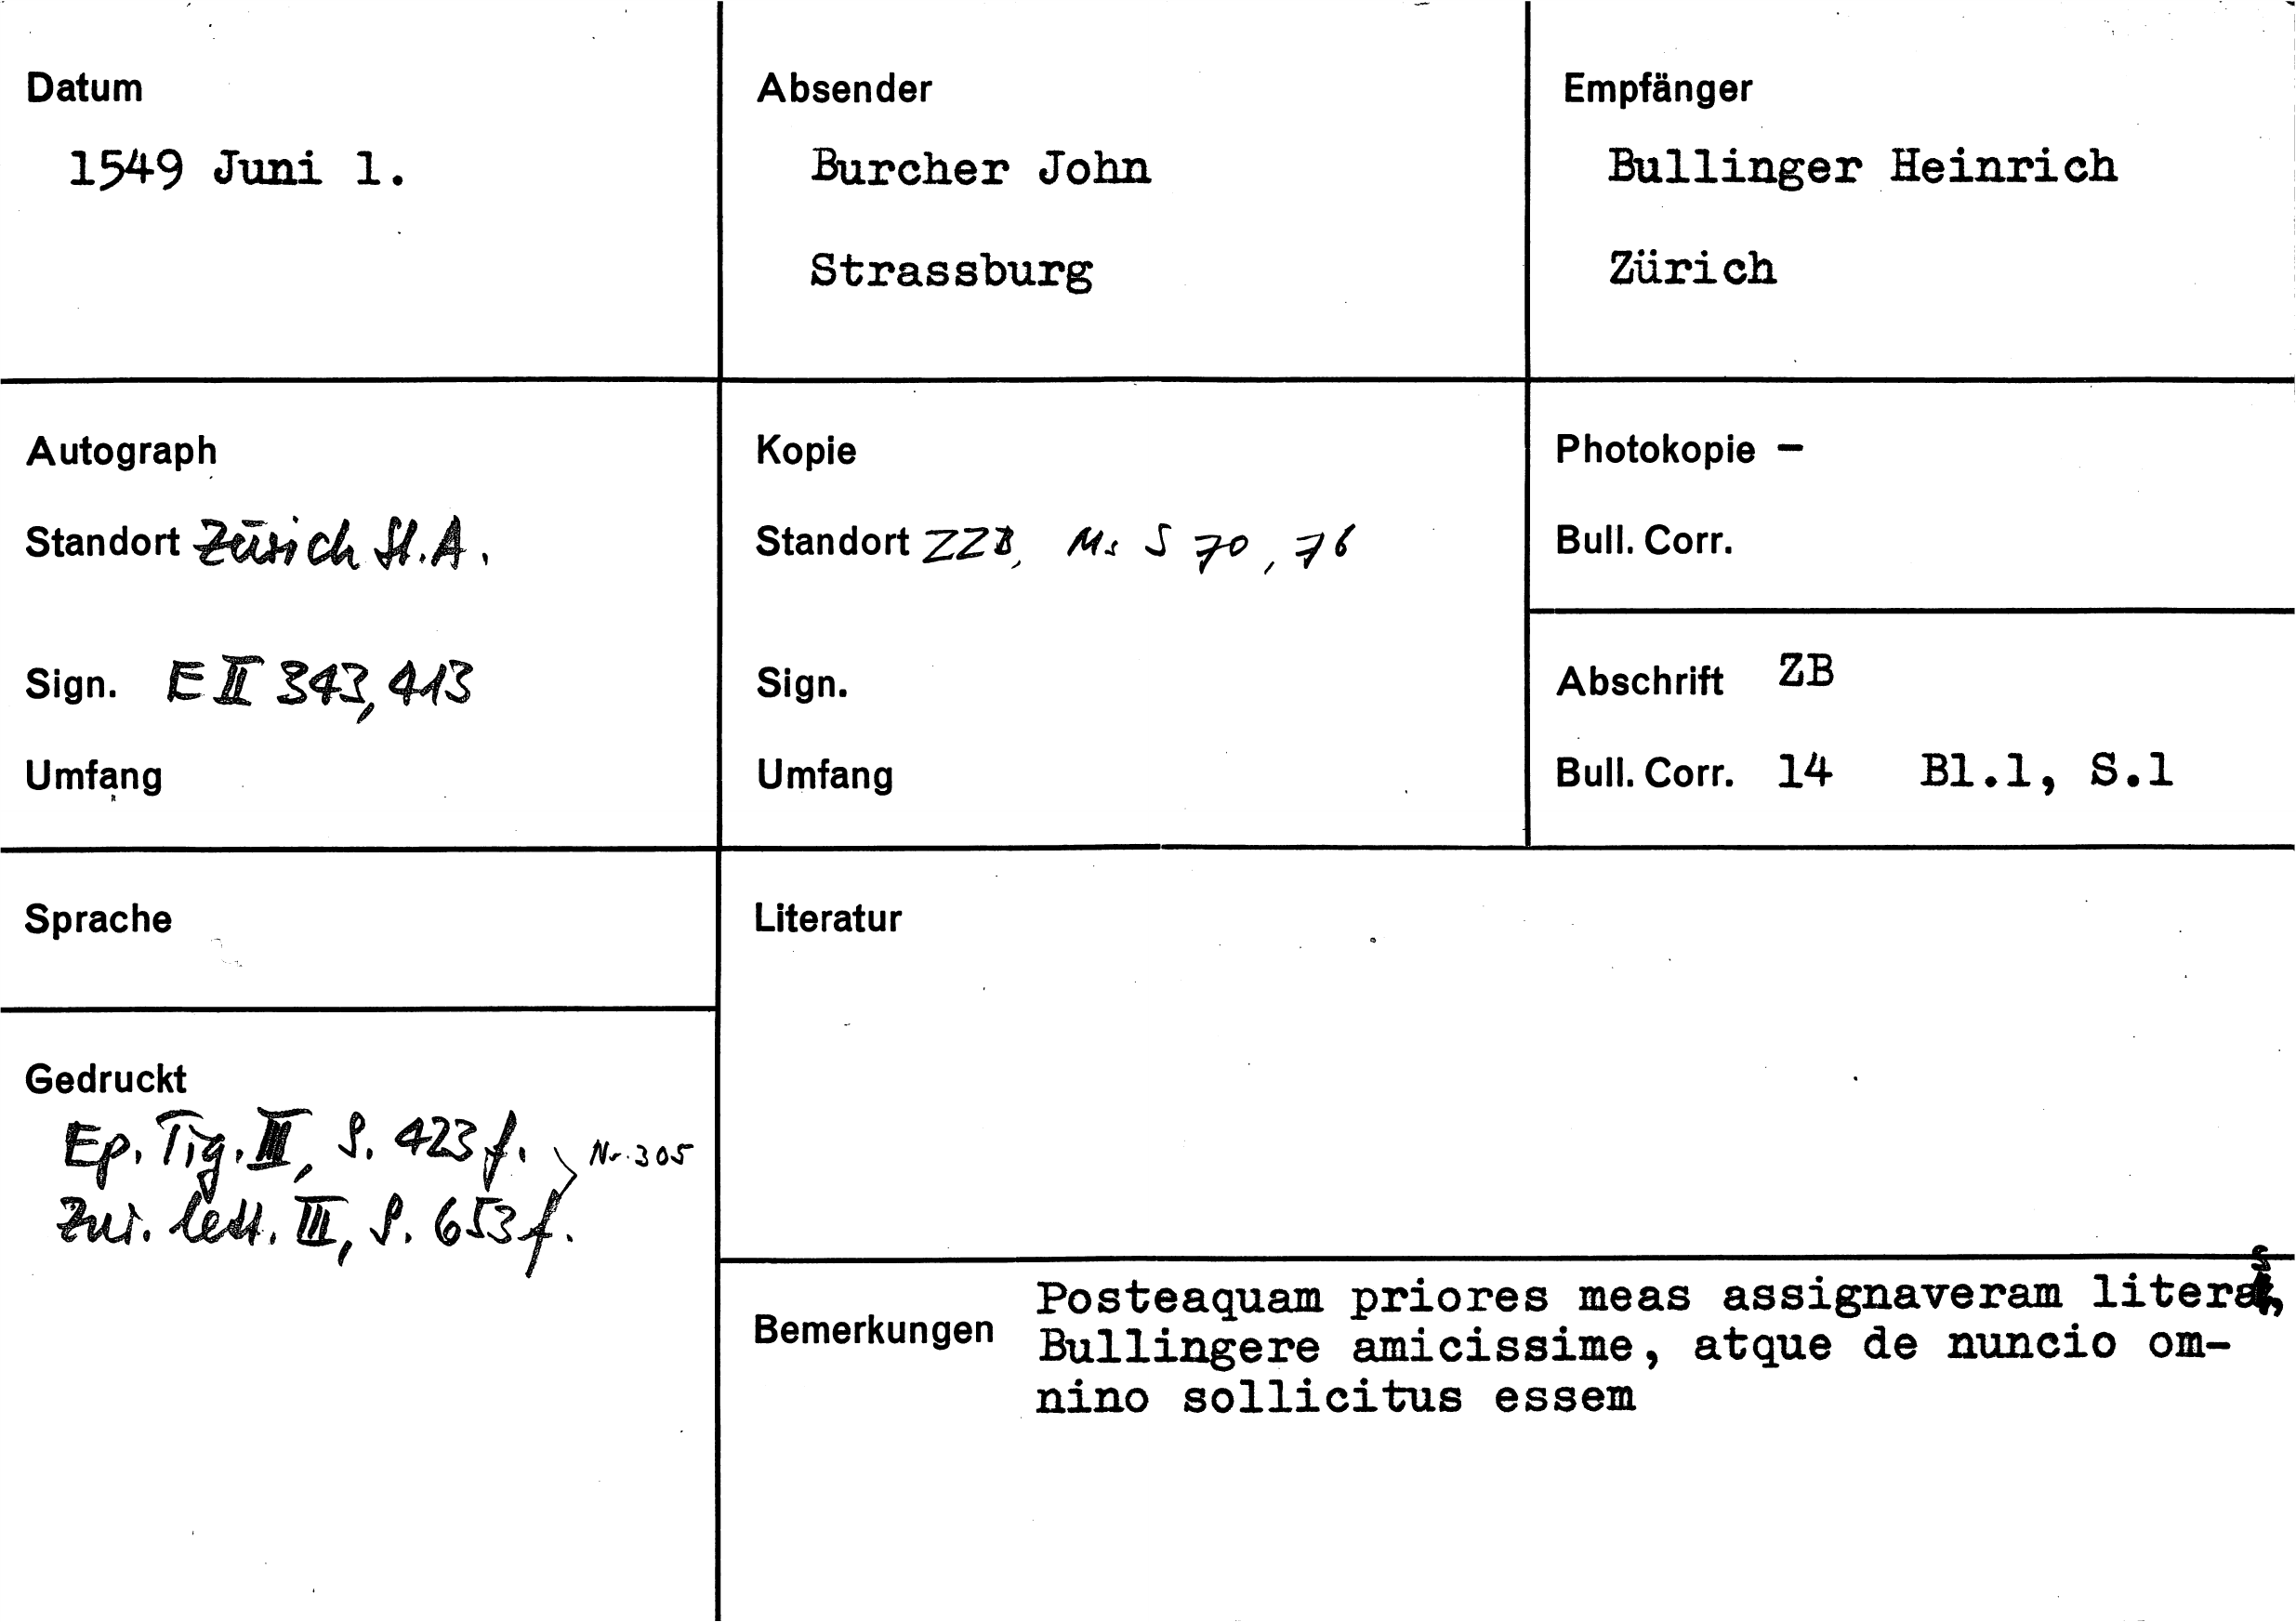 Datum
1549 Juni 1.
Absender
Burcher John
Strassburg
Empfänger
Bullinger Heinrich
Zürich
Autograph
Standort Zürich St.A.
Sign. E II 343, 413
Umfang
Kopie
Standort ZZB, Ms S 70, 76
Sign.
Umfang
Photokopie –
Bull. Corr.
Abschrift ZB
Bull. Corr. 14 Bl.1, S.1
Sprache
Literatur
Gedruckt
Ep. Tig. III, S. 423 f.
Zur. lett. III, S. 653 f.
Nr. 305
Bemerkungen
Posteaquam priores meas assignaveram literas,
Bullingere amicissime, atque de nuncio om-
nino sollicitus essem